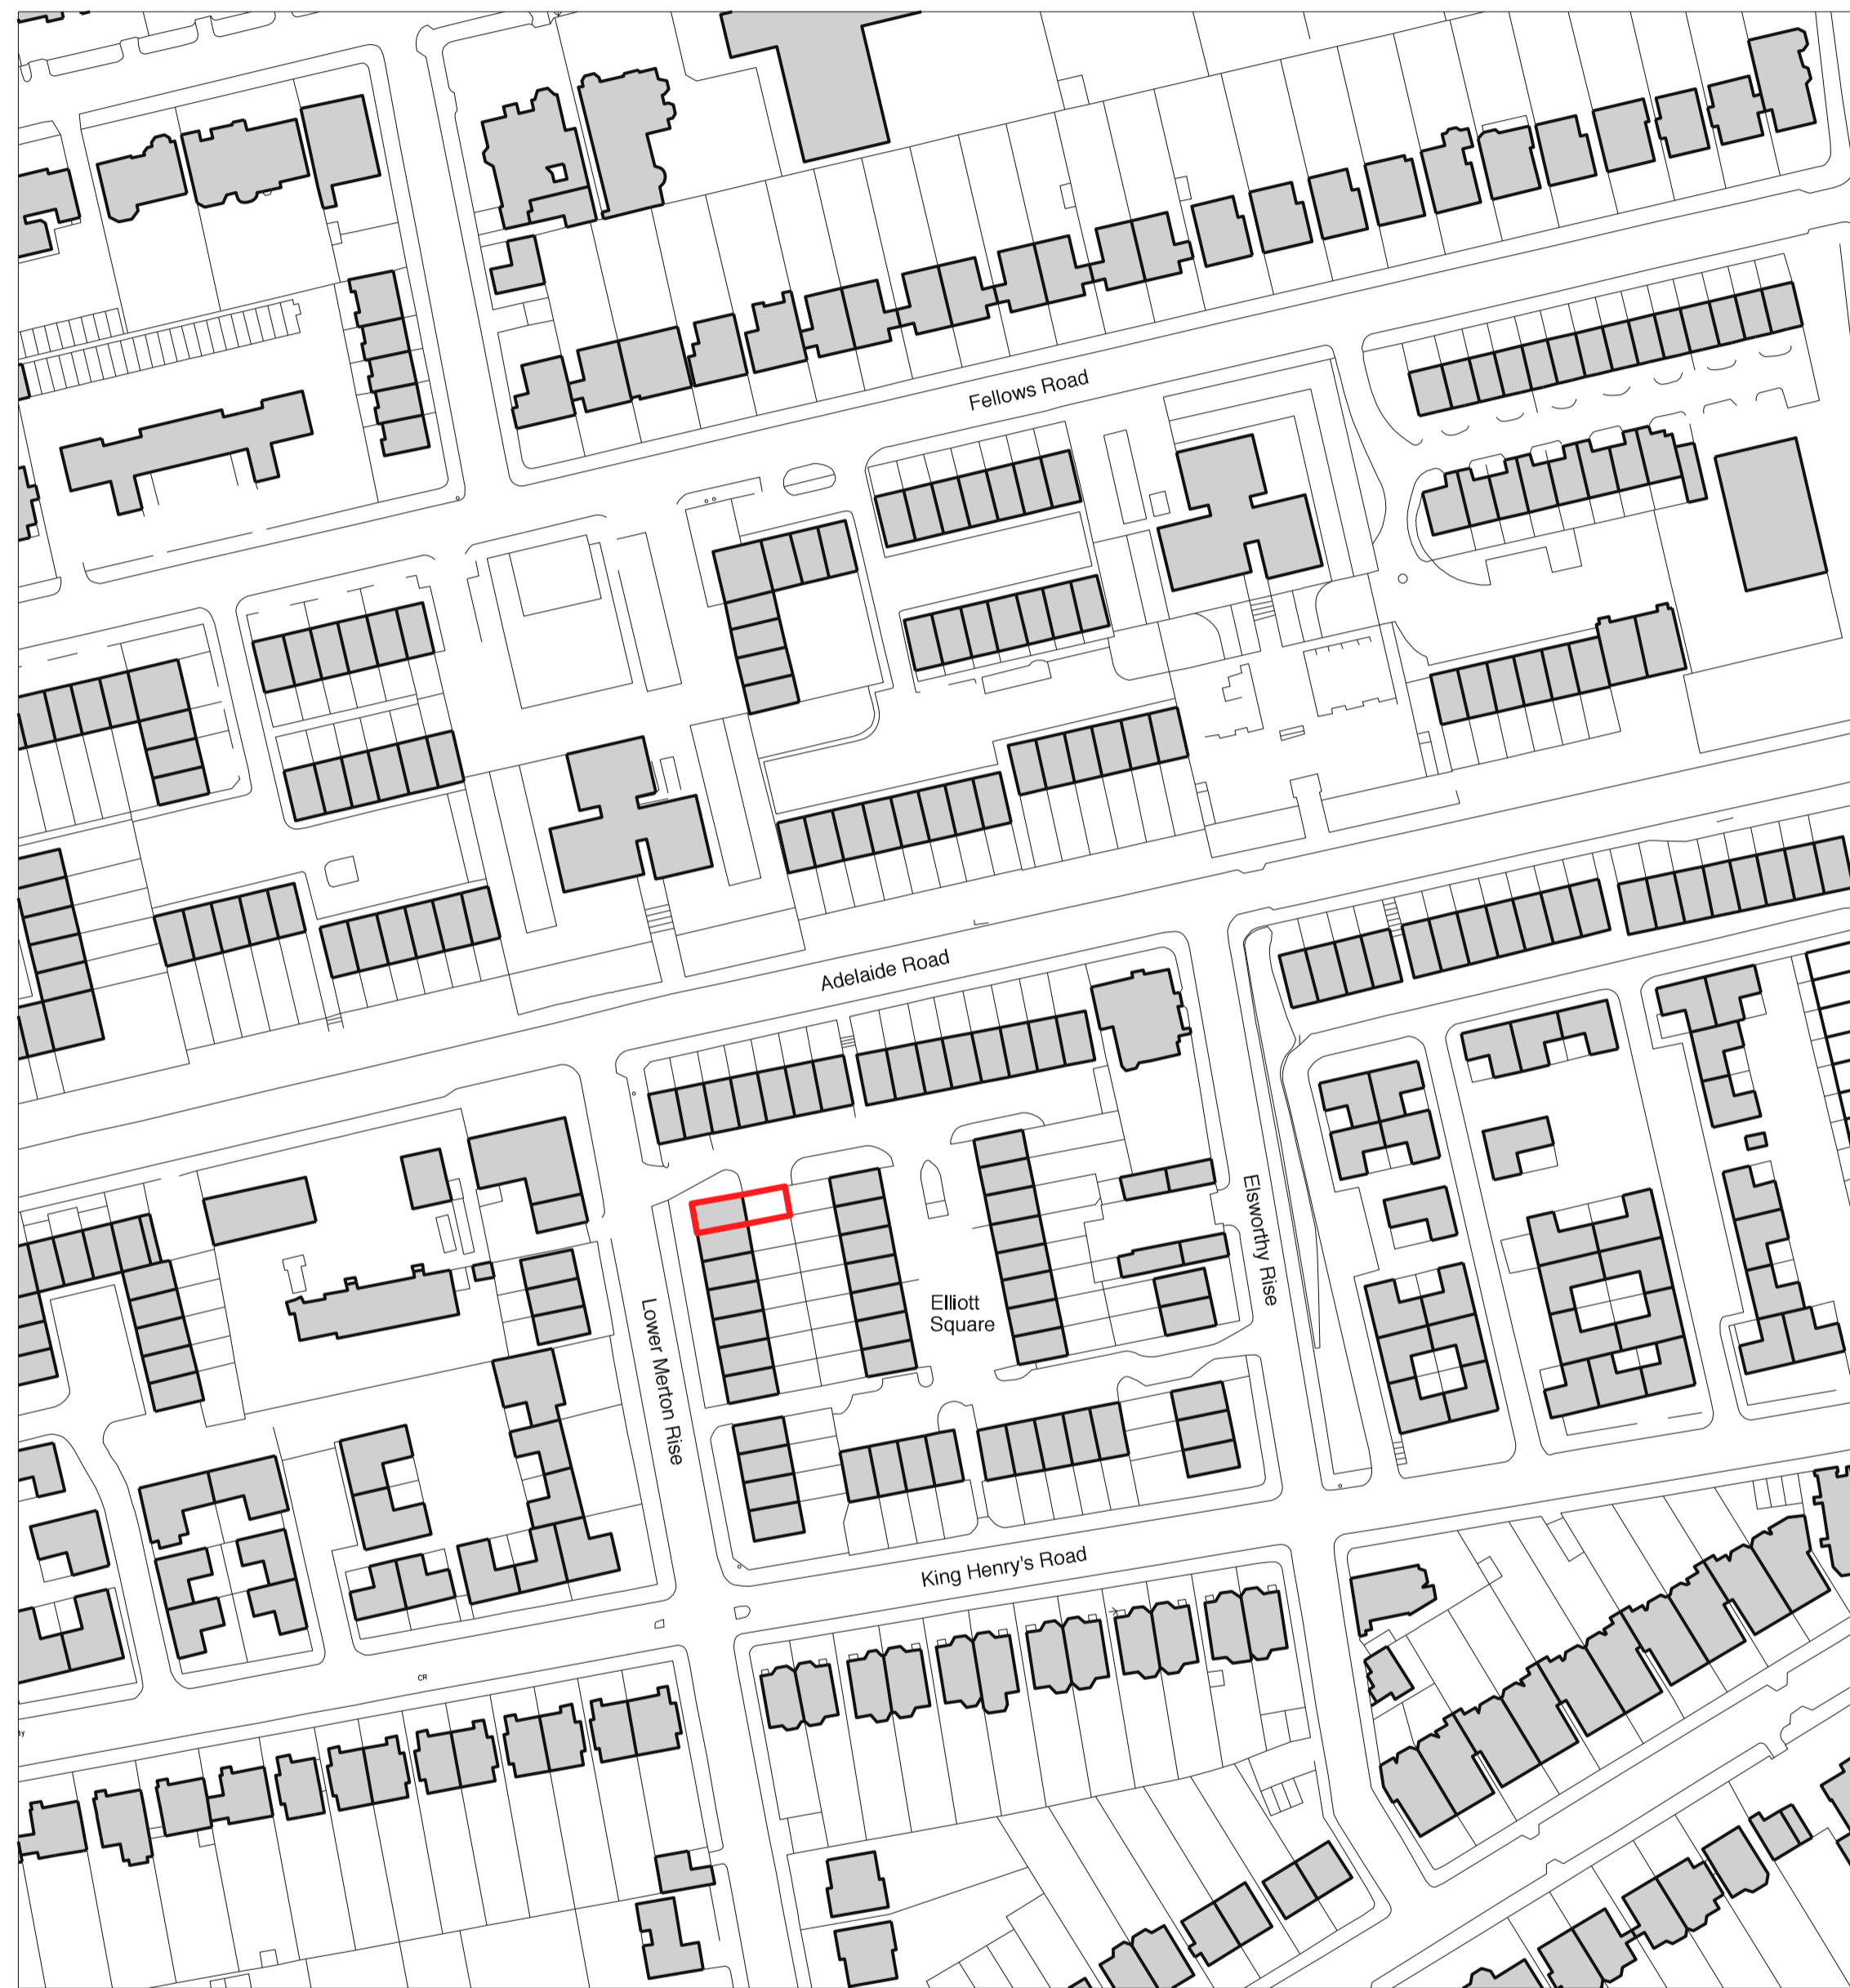 Fellows Road
Adelaide Road
Elsworthy Rise
Elliott
Square
Lower Merton Rise
King Henry's Road
CR